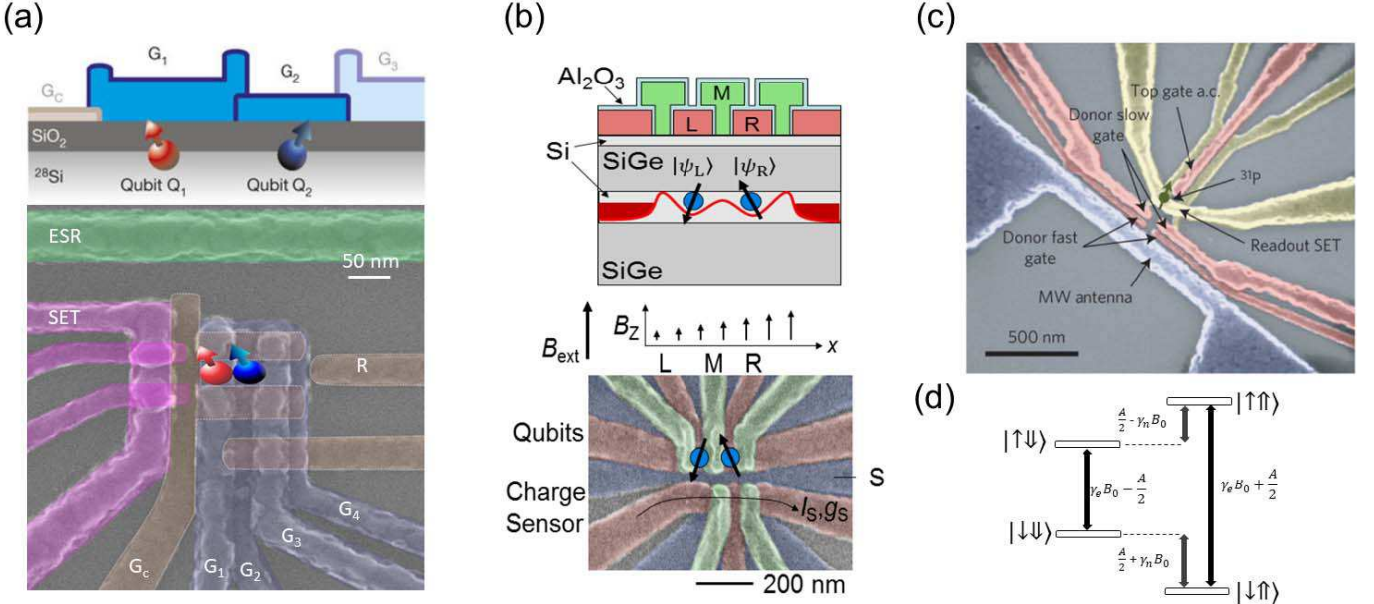 (a)
G₁
G₂
G₃
Gc
SiO₂
²⁸Si
Qubit Q₁
Qubit Q₂
ESR
50 nm
SET
R
Gc
G₁
G₂
G₃
G₄
(b)
Al₂O₃
M
L
R
Si
SiGe
|ψL⟩
|ψR⟩
SiGe
Bext
BZ
x
L
M
R
Qubits
S
Charge
Sensor
IS,gS
200 nm
(c)
Top gate a.c.
Donor slow
gate
³¹P
Donor fast
gate
Readout SET
MW antenna
500 nm
(d)
|↑⇑⟩
A/2 - γnB₀
|↑⇓⟩
γeB₀ − A/2
γeB₀ + A/2
|↓⇓⟩
A/2 + γnB₀
|↓⇑⟩